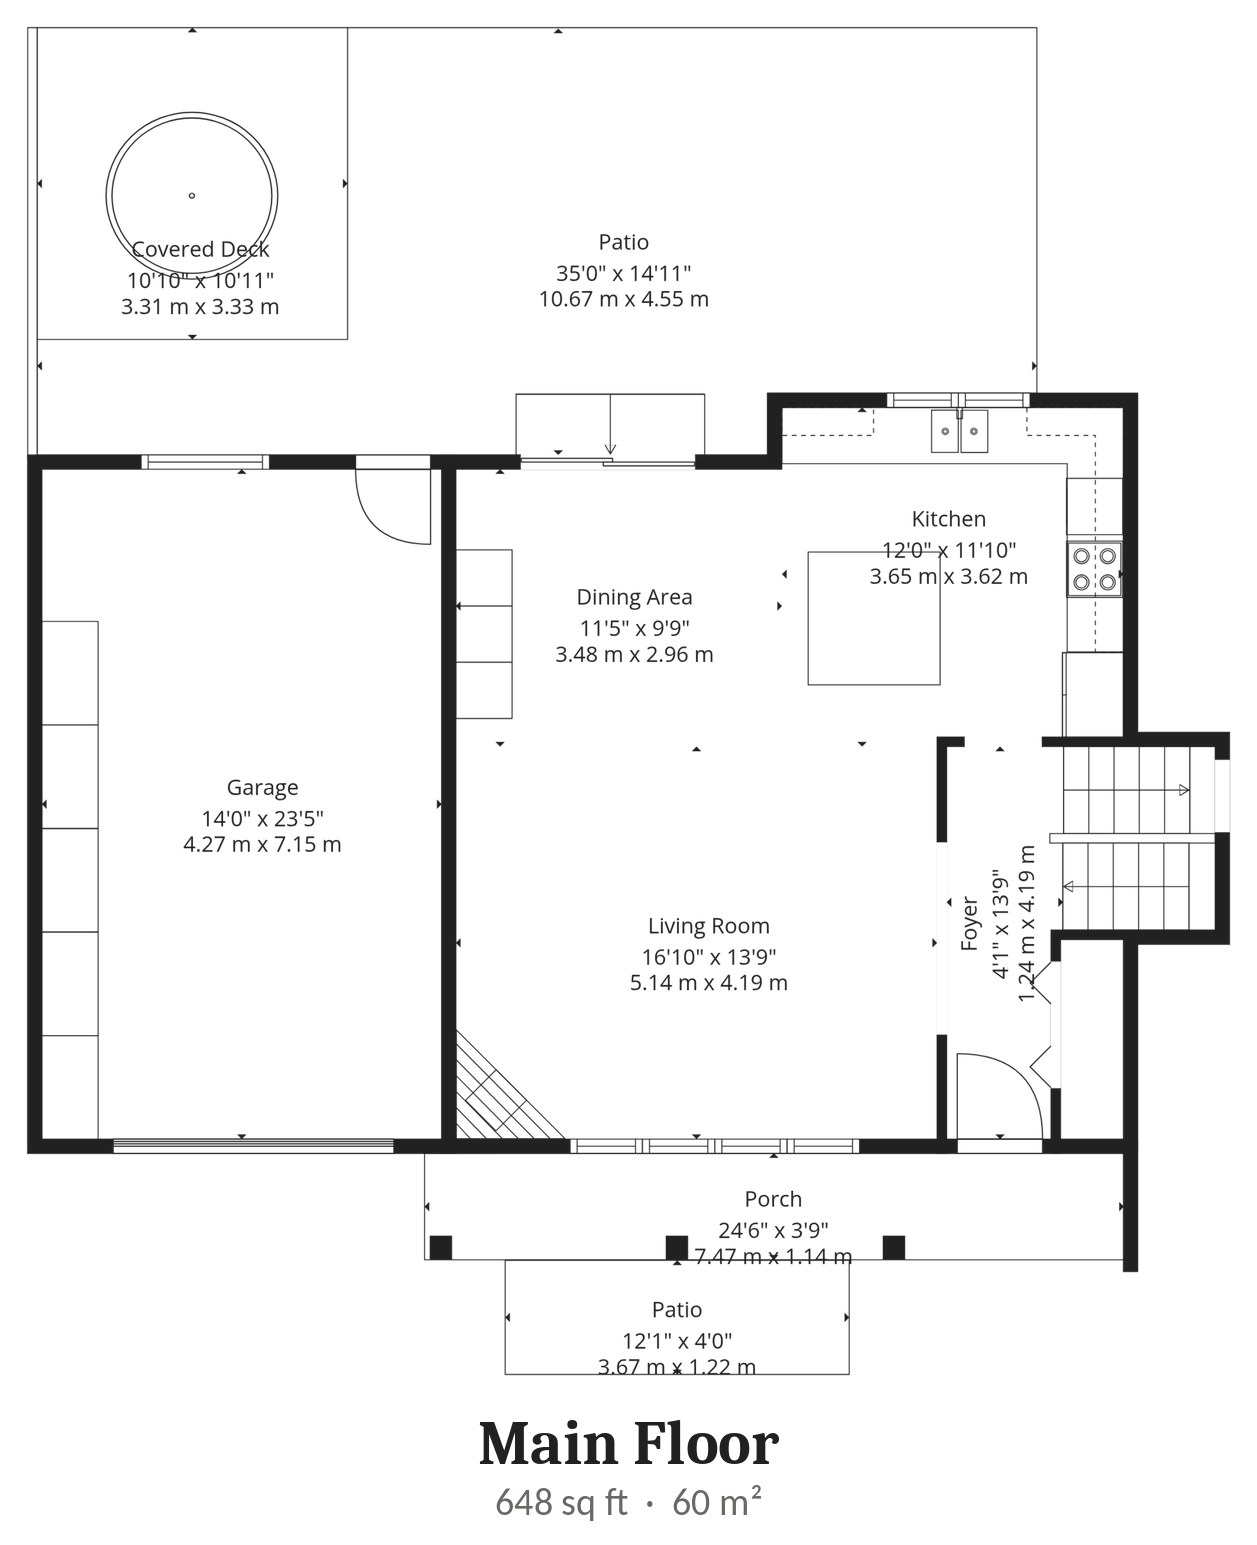 Covered Deck
10'10" x 10'11"
3.31 m x 3.33 m
Patio
35'0" x 14'11"
10.67 m x 4.55 m
Kitchen
12'0" x 11'10"
3.65 m x 3.62 m
Dining Area
11'5" x 9'9"
3.48 m x 2.96 m
Garage
14'0" x 23'5"
4.27 m x 7.15 m
Living Room
16'10" x 13'9"
5.14 m x 4.19 m
Foyer
4'1" x 13'9"
1.24 m x 4.19 m
Porch
24'6" x 3'9"
7.47 m x 1.14 m
Patio
12'1" x 4'0"
3.67 m x 1.22 m
Main Floor
648 sq ft · 60 m²